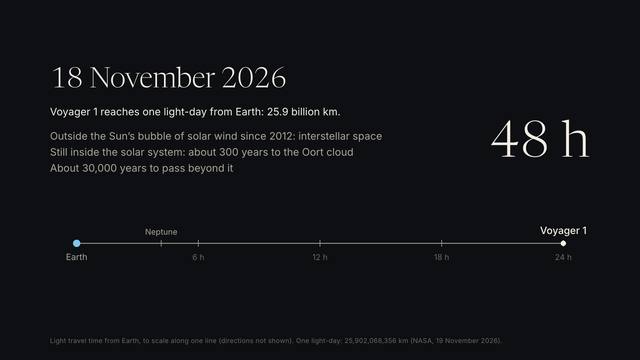 18 November 2026
Voyager 1 reaches one light-day from Earth: 25.9 billion km.
Outside the Sun's bubble of solar wind since 2012: interstellar space
Still inside the solar system: about 300 years to the Oort cloud
About 30,000 years to pass beyond it
48 h
Neptune
Voyager 1
Earth
6 h
12 h
18 h
24 h
Light travel time from Earth, to scale along one line (directions not shown). One light-day: 25,902,068,356 km (NASA, 19 November 2026).